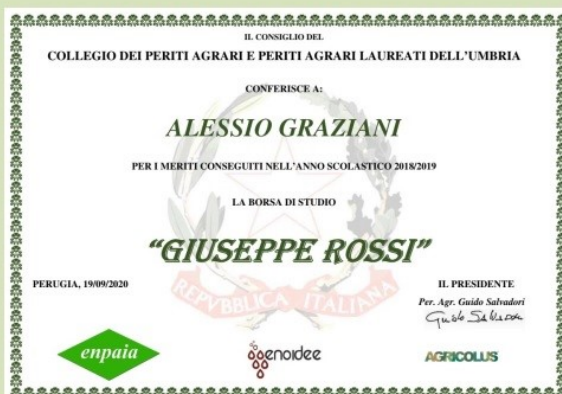 IL CONSIGLIO DEL
COLLEGIO DEI PERITI AGRARI E PERITI AGRARI LAUREATI DELL'UMBRIA
CONFERISCE A:
ALESSIO GRAZIANI
PER I MERITI CONSEGUITI NELL'ANNO SCOLASTICO 2018/2019
LA BORSA DI STUDIO
“GIUSEPPE ROSSI”
REPVBBLICA ITALIANA
PERUGIA, 19/09/2020
IL PRESIDENTE
Per. Agr. Guido Salvadori
Guido Salvadori
enpaia
enoidee
AGRICOLUS